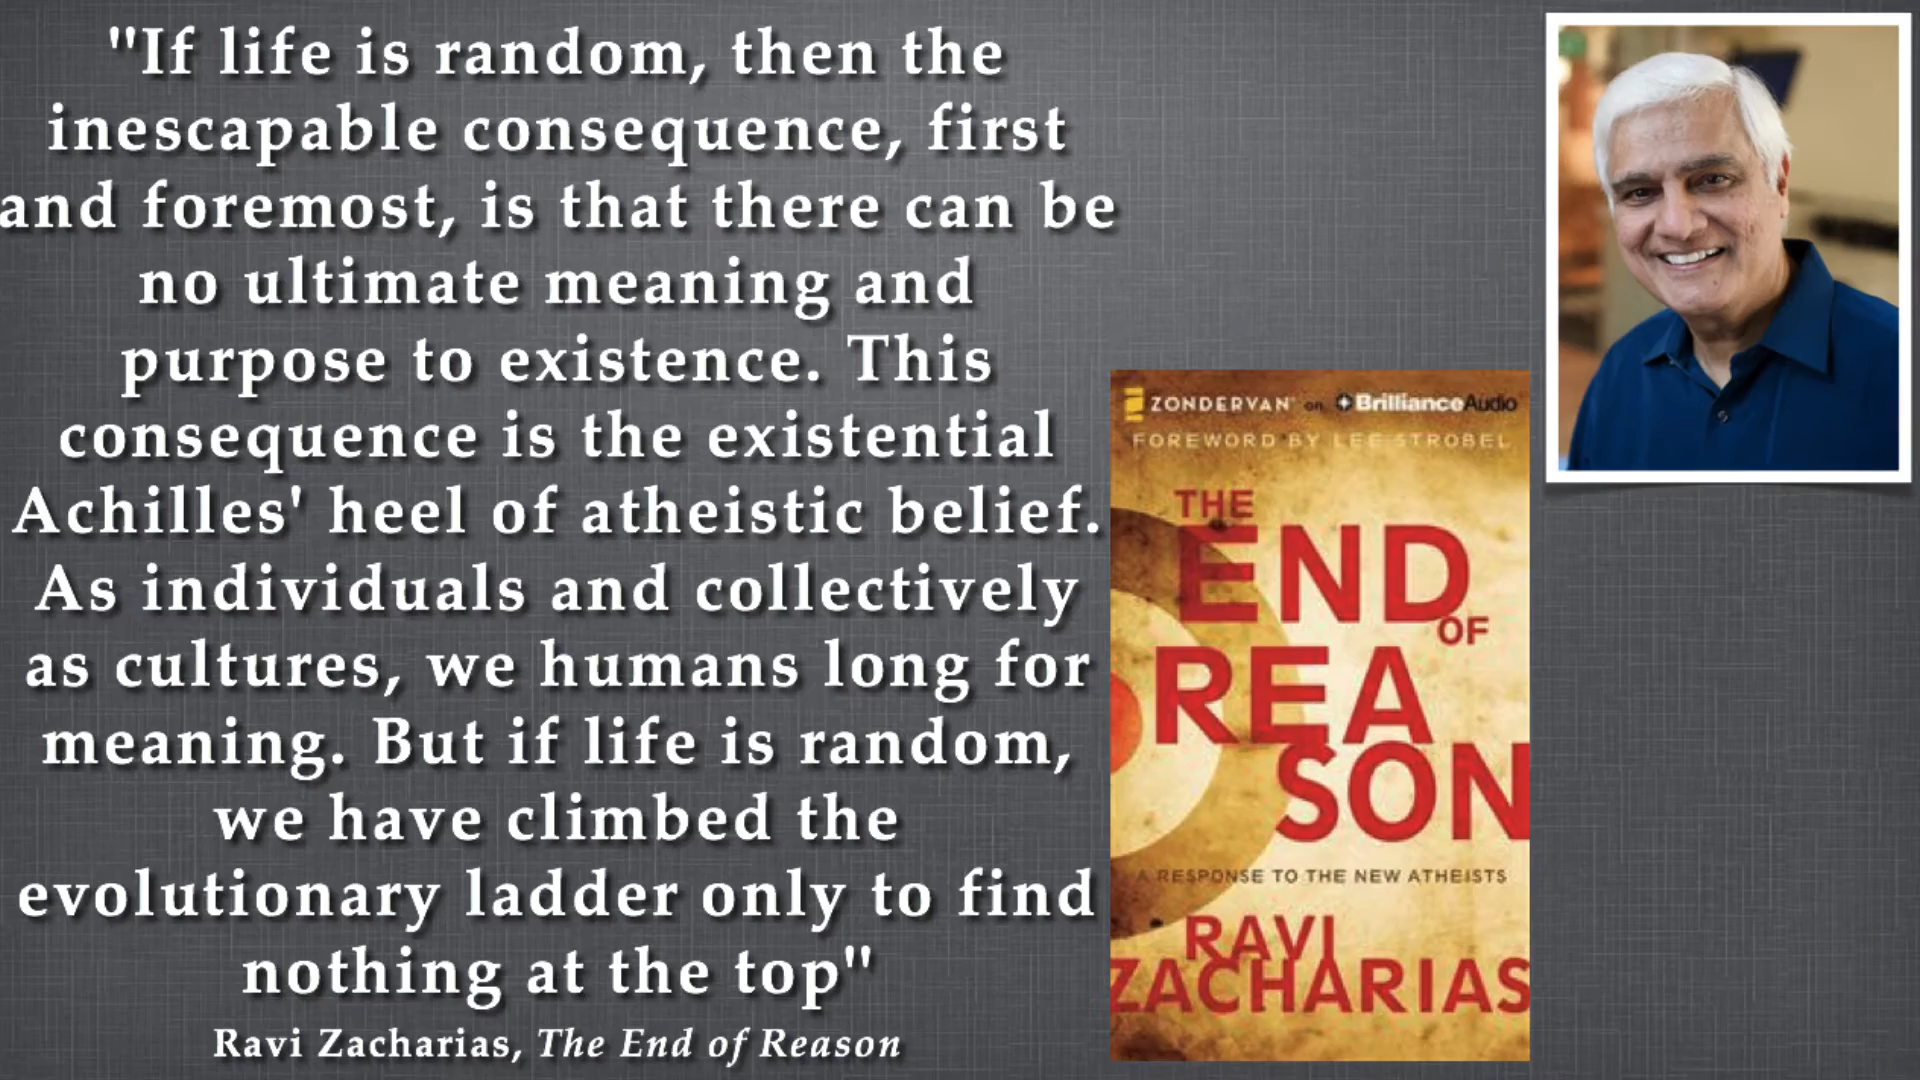 "If life is random, then the
inescapable consequence, first
and foremost, is that there can be
no ultimate meaning and
purpose to existence. This
consequence is the existential
Achilles' heel of atheistic belief.
As individuals and collectively
as cultures, we humans long for
meaning. But if life is random,
we have climbed the
evolutionary ladder only to find
nothing at the top"
Ravi Zacharias, The End of Reason
ZONDERVAN on BrillianceAudio
FOREWORD BY LEE STROBEL
THE
END
OF
REA
SON
A RESPONSE TO THE NEW ATHEISTS
RAVI
ZACHARIAS